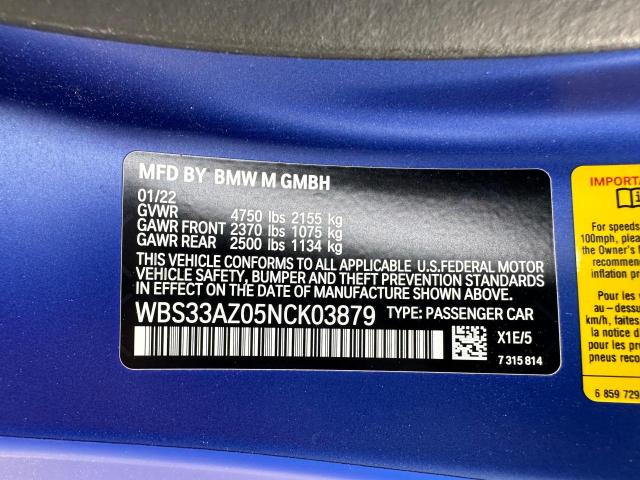 MFD BY BMW M GMBH
01/22
GVWR 4750 lbs 2155 kg
GAWR FRONT 2370 lbs 1075 kg
GAWR REAR 2500 lbs 1134 kg
THIS VEHICLE CONFORMS TO ALL APPLICABLE U.S.FEDERAL MOTOR
VEHICLE SAFETY, BUMPER AND THEFT PREVENTION STANDARDS
IN EFFECT ON THE DATE OF MANUFACTURE SHOWN ABOVE.
WBS33AZ05NCK03879 TYPE: PASSENGER CAR
X1E/5
7 315 814
IMPORTA
For speeds
100mph, plea
the Owner's
recommen
inflation
Pour les
au-dessu
km/h, faites
la notice d
pour les
pneus reco
6 859 729